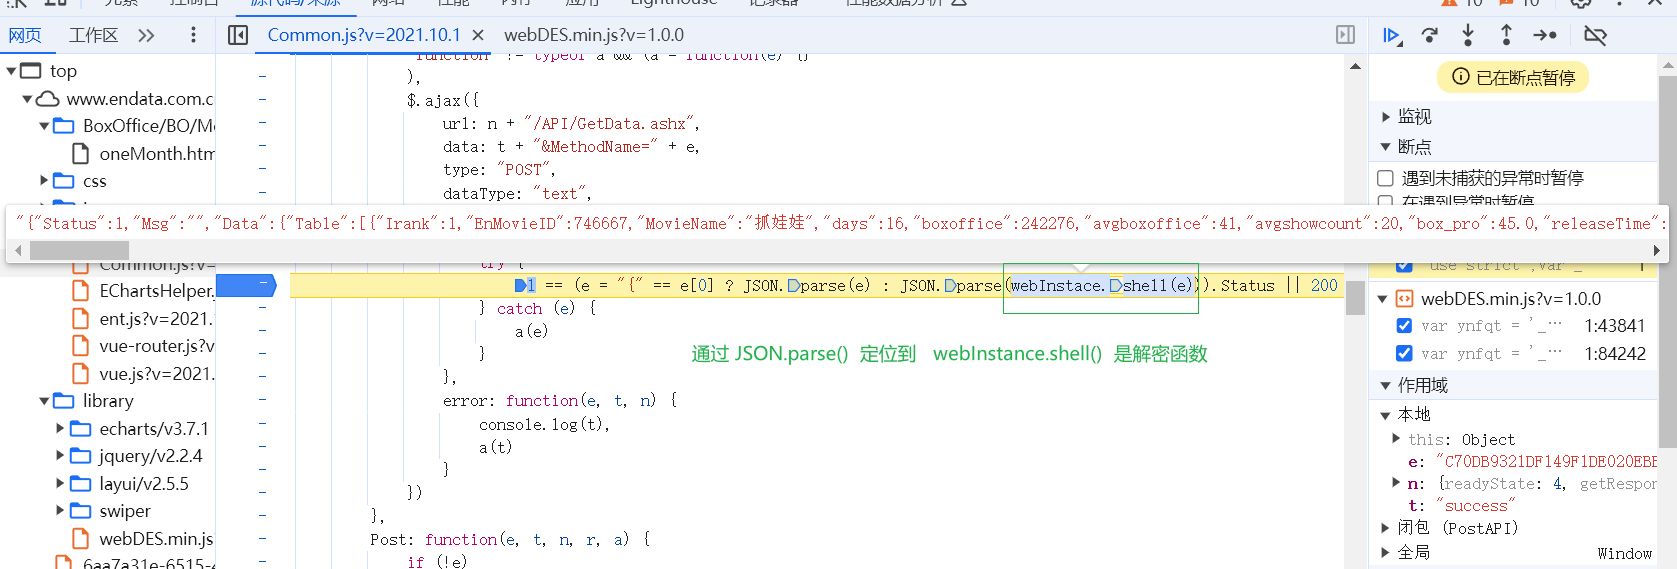 Lighthouse
网页 工作区
Common.js?v=2021.10.1 webDES.min.js?v=1.0.0
top
www.endata.com.c
BoxOffice/BO/M
oneMonth.htm
css
),
$.ajax({
url: n + "/API/GetData.ashx",
data: t + "&MethodName=" + e,
type: "POST",
dataType: "text",
"{"Status":1,"Msg":"","Data":{"Table":[{"Irank":1,"EnMovieID":746667,"MovieName":"抓娃娃","days":16,"boxoffice":242276,"avgboxoffice":41,"avgshowcount":20,"box_pro":45.0,"releaseTime":
try {
1 == (e = "{" == e[0] ? JSON.parse(e) : JSON.parse(webInstace.shell(e))).Status || 200
} catch (e) {
a(e)
}
},
error: function(e, t, n) {
console.log(t),
a(t)
}
})
},
Post: function(e, t, n, r, a) {
if (!e)
通过 JSON.parse() 定位到 webInstance.shell() 是解密函数
Common.js?v=
EChartsHelper.
ent.js?v=2021.
vue-router.js?v
vue.js?v=2021.
library
echarts/v3.7.1
jquery/v2.2.4
layui/v2.5.5
swiper
webDES.min.js
6aa7a31e-6515-4
已在断点暂停
监视
断点
遇到未捕获的异常时暂停
在遇到异常时暂停
webDES.min.js?v=1.0.0
var ynfqt = '_… 1:43841
var ynfqt = '_… 1:84242
作用域
本地
this: Object
e: "C70DB9321DF149F1DE020EBE
n: {readyState: 4, getRespon
t: "success"
闭包 (PostAPI)
全局 Window